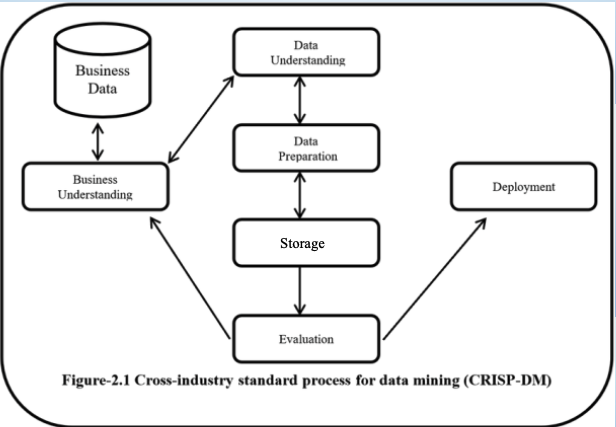 Business
Data
Data
Understanding
Data
Preparation
Business
Understanding
Deployment
Storage
Evaluation
Figure-2.1 Cross-industry standard process for data mining (CRISP-DM)